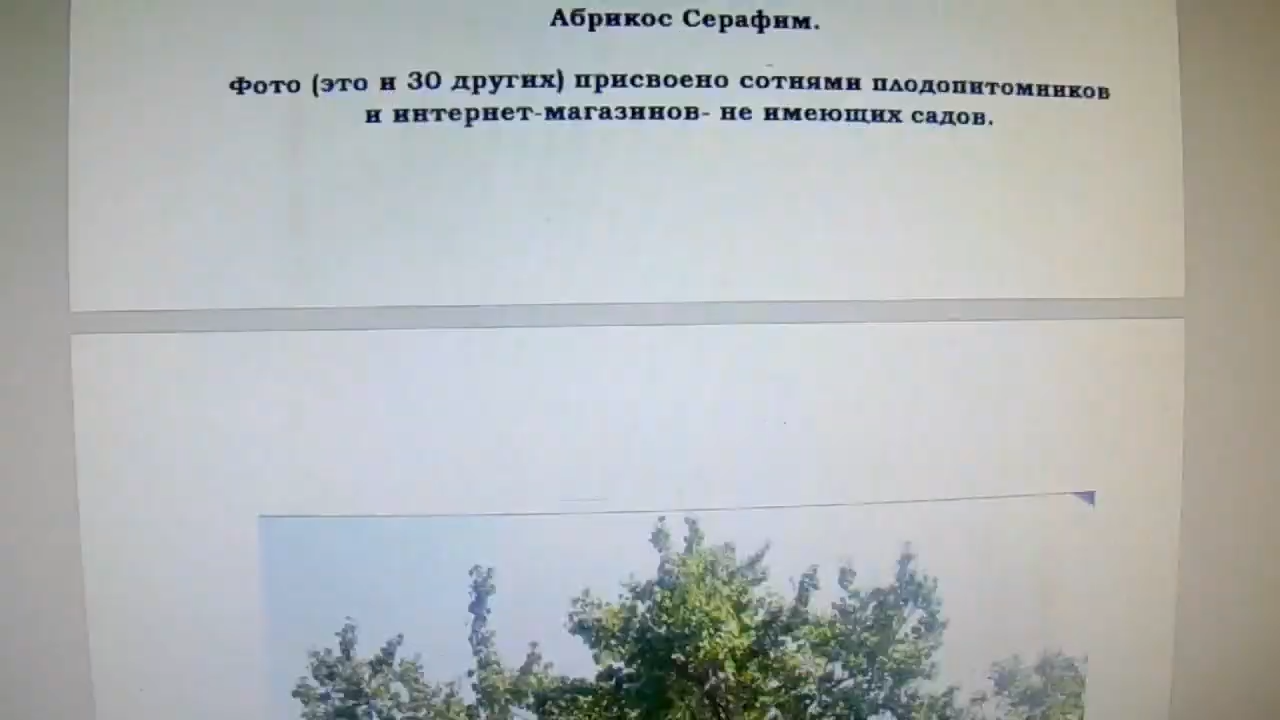 Абрикос Серафим.
Фото (это и 30 других) присвоено сотнями плодопитомников
и интернет-магазинов- не имеющих садов.